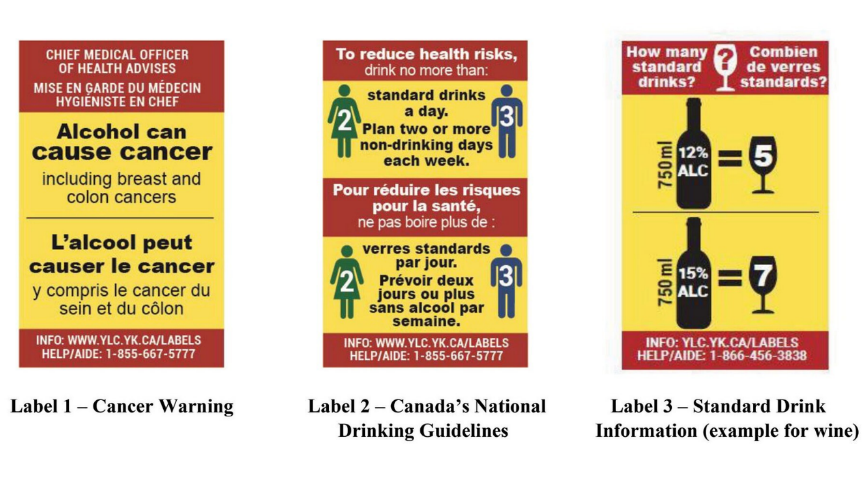 CHIEF MEDICAL OFFICER
OF HEALTH ADVISES
MISE EN GARDE DU MÉDECIN
HYGIÉNISTE EN CHEF
Alcohol can
cause cancer
including breast and
colon cancers
L'alcool peut
causer le cancer
y compris le cancer du
sein et du côlon
INFO: WWW.YLC.YK.CA/LABELS
HELP/AIDE: 1-855-667-5777
Label 1 – Cancer Warning
To reduce health risks,
drink no more than:
2
standard drinks
a day.
Plan two or more
non-drinking days
each week.
3
Pour réduire les risques
pour la santé,
ne pas boire plus de :
2
verres standards
par jour.
Prévoir deux
jours ou plus
sans alcool par
semaine.
3
INFO: WWW.YLC.YK.CA/LABELS
HELP/AIDE: 1-855-667-5777
Label 2 – Canada's National
Drinking Guidelines
How many
standard
drinks?
?
Combien
de verres
standards?
750 ml
12%
ALC
= 5
750 ml
15%
ALC
= 7
INFO: YLC.YK.CA/LABELS
HELP/AIDE: 1-866-456-3838
Label 3 – Standard Drink
Information (example for wine)